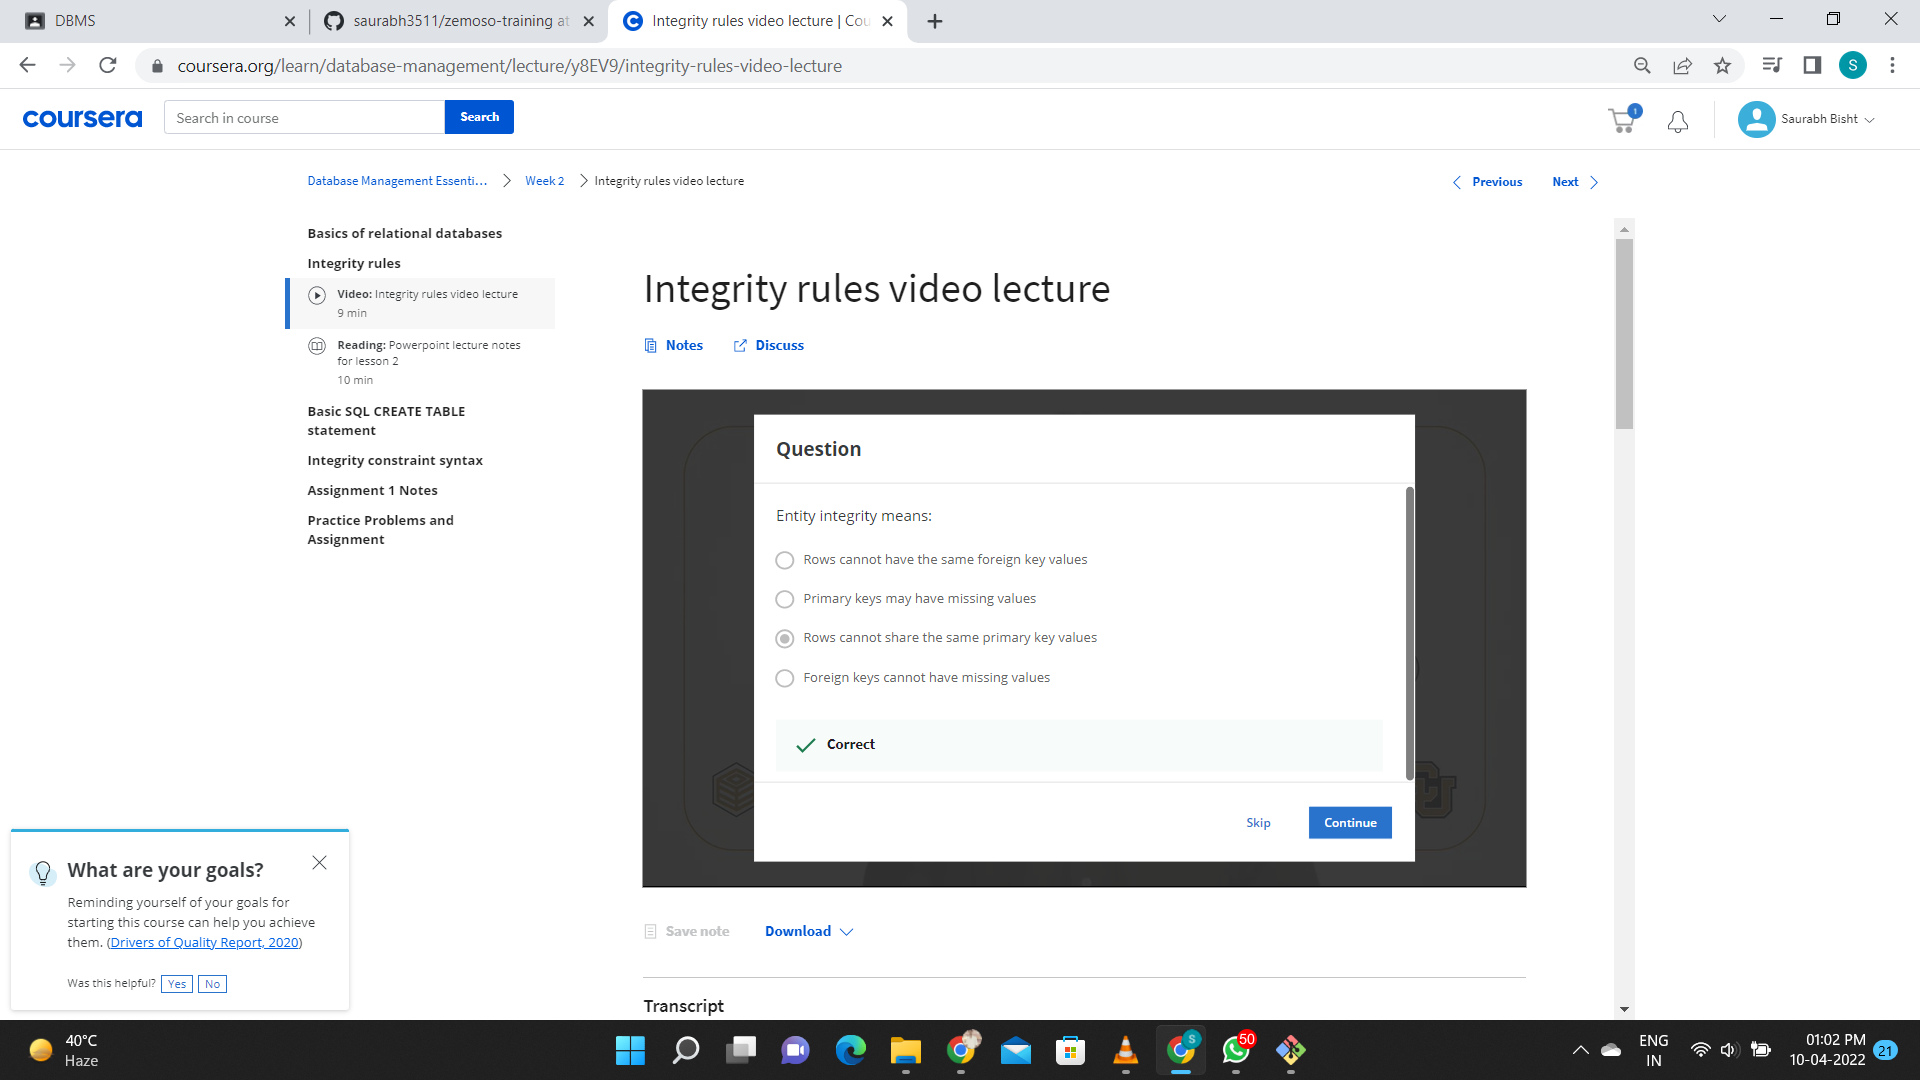 DBMS
saurabh3511/zemoso-training at
Integrity rules video lecture | Cou
coursera.org/learn/database-management/lecture/y8EV9/integrity-rules-video-lecture
S
coursera
Search in course
Search
1
Saurabh Bisht
Database Management Essenti...
Week 2
Integrity rules video lecture
Previous
Next
Basics of relational databases
Integrity rules
Video: Integrity rules video lecture
9 min
Reading: Powerpoint lecture notes
for lesson 2
10 min
Basic SQL CREATE TABLE
statement
Integrity constraint syntax
Assignment 1 Notes
Practice Problems and
Assignment
Integrity rules video lecture
Notes
Discuss
Question
Entity integrity means:
Rows cannot have the same foreign key values
Primary keys may have missing values
Rows cannot share the same primary key values
Foreign keys cannot have missing values
Correct
Skip
Continue
Save note
Download
Transcript
What are your goals?
Reminding yourself of your goals for
starting this course can help you achieve
them. (Drivers of Quality Report, 2020)
Was this helpful? Yes No
40°C
Haze
S
50
ENG
IN
01:02 PM
10-04-2022
21